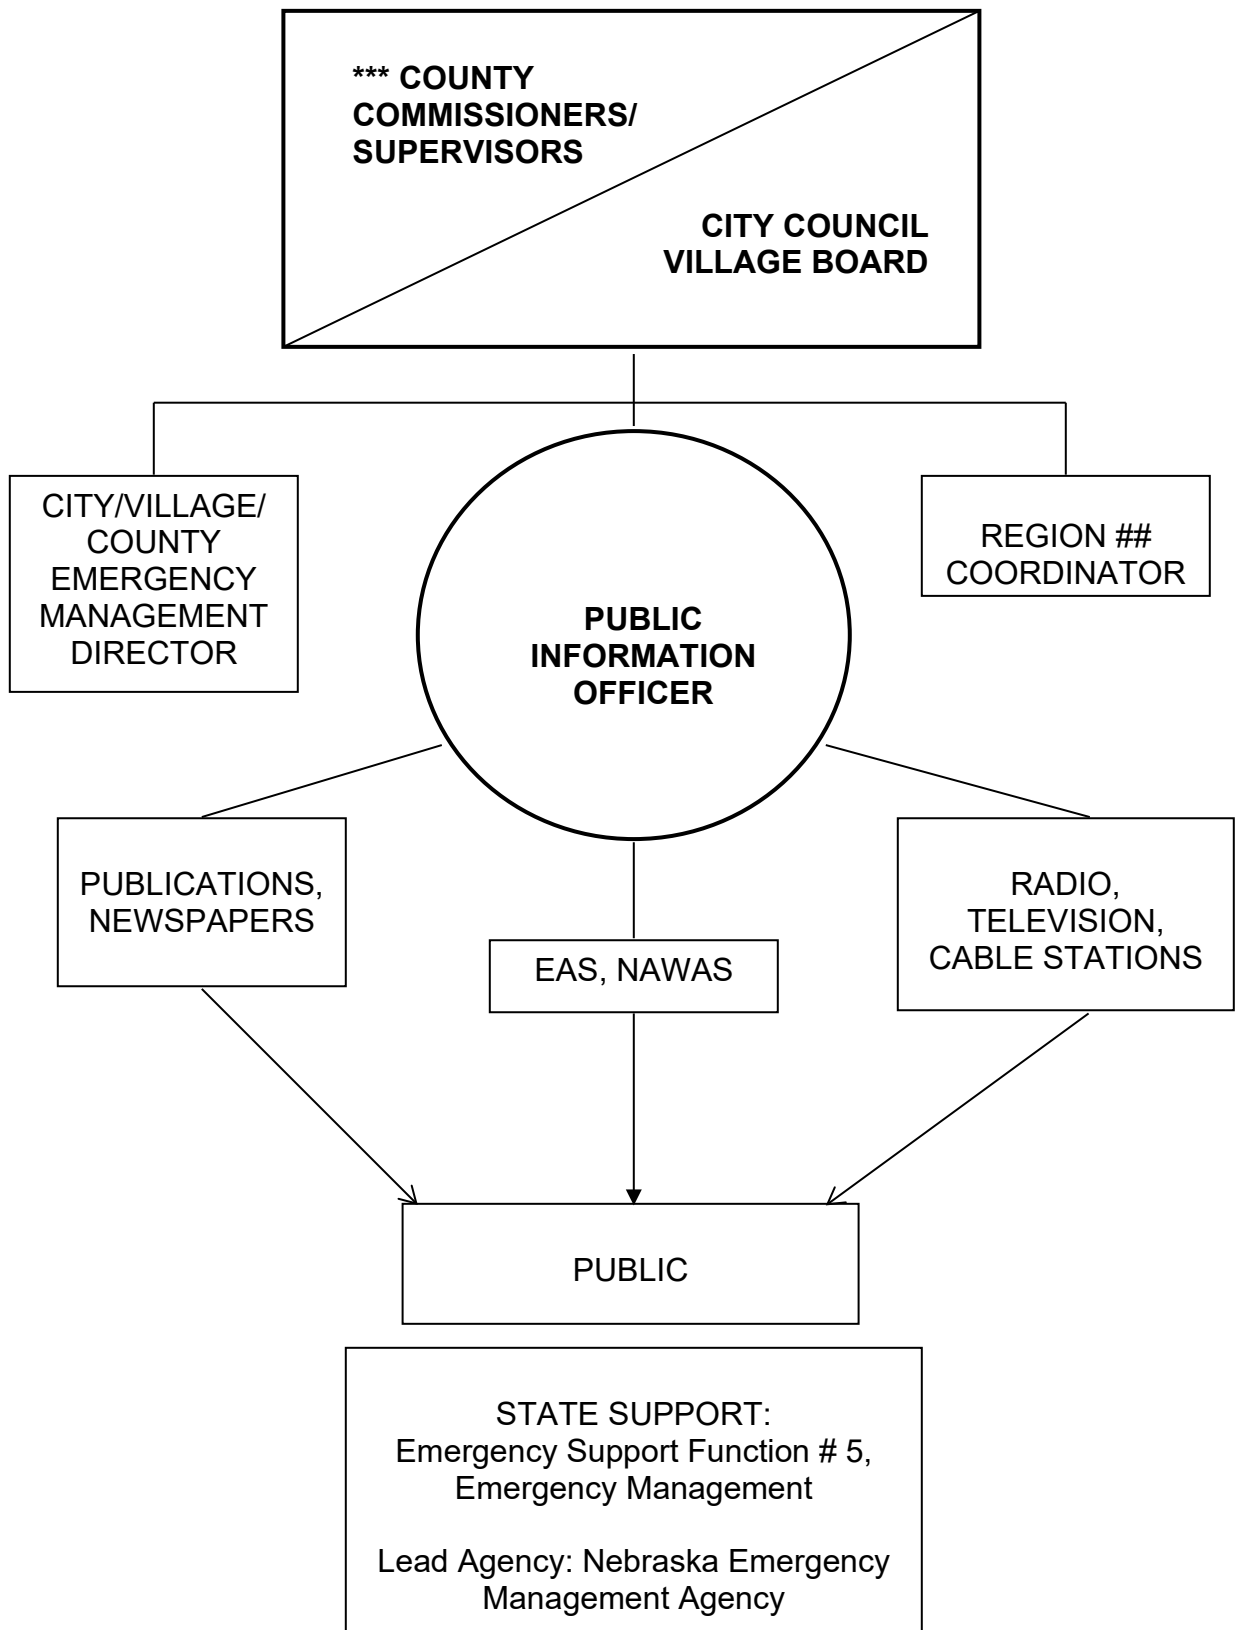 *** COUNTY
COMMISSIONERS/
SUPERVISORS
CITY COUNCIL
VILLAGE BOARD
CITY/VILLAGE/
COUNTY
EMERGENCY
MANAGEMENT
DIRECTOR
PUBLIC
INFORMATION
OFFICER
REGION ##
COORDINATOR
PUBLICATIONS,
NEWSPAPERS
EAS, NAWAS
RADIO,
TELEVISION,
CABLE STATIONS
PUBLIC
STATE SUPPORT:
Emergency Support Function # 5,
Emergency Management
Lead Agency: Nebraska Emergency
Management Agency